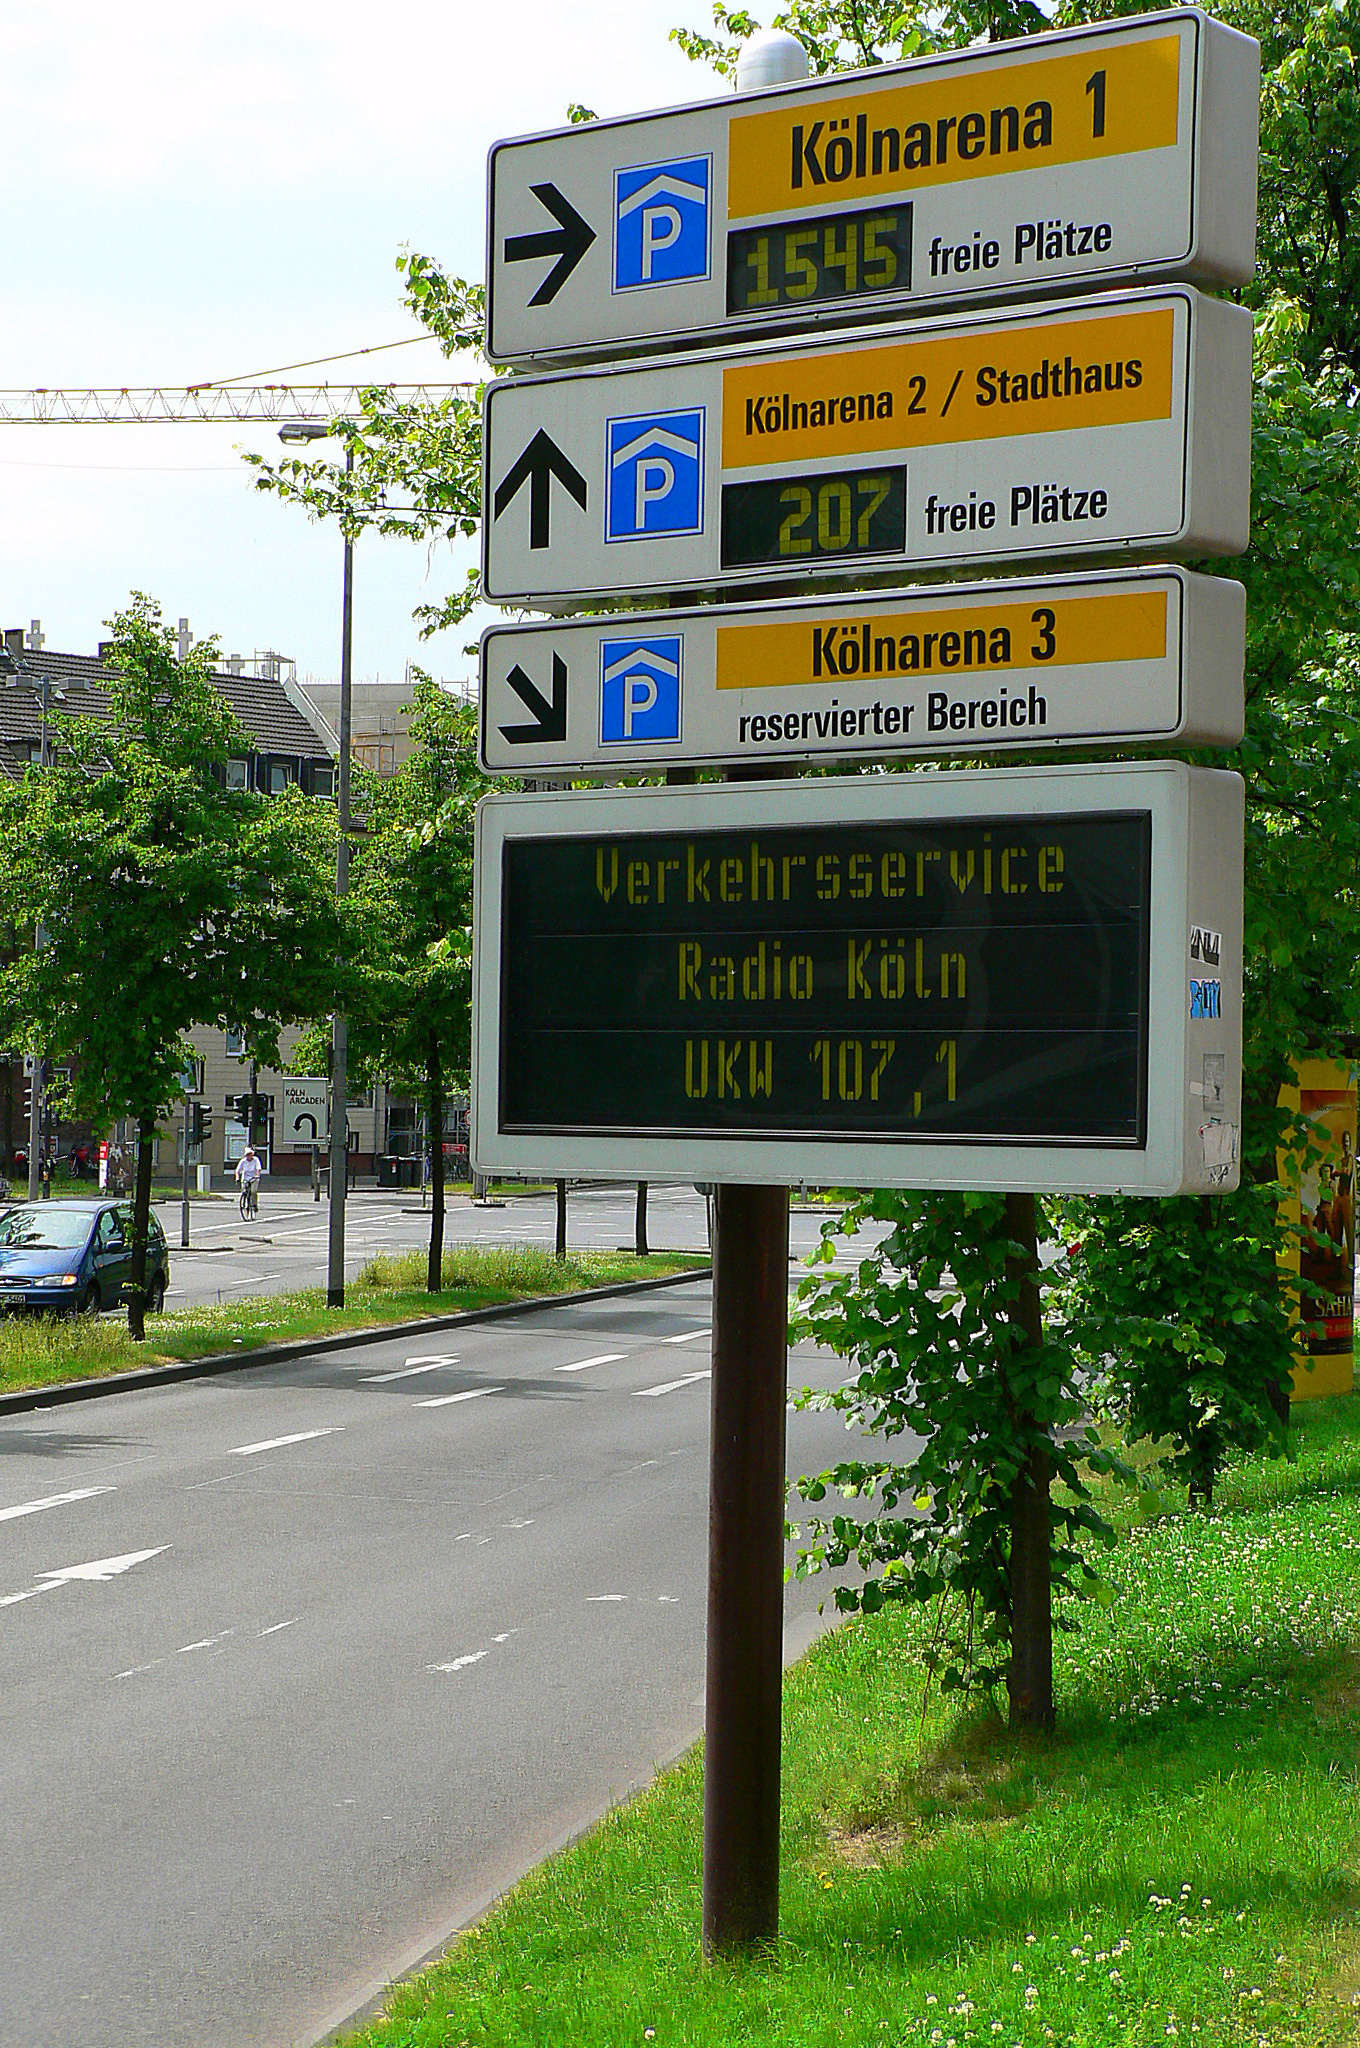 Kölnarena 1
P
1545 freie Plätze
Kölnarena 2 / Stadthaus
P
207 freie Plätze
Kölnarena 3
P
reservierter Bereich
Verkehrsservice
Radio Köln
UKW 107,1
KÖLN
ARCADEN